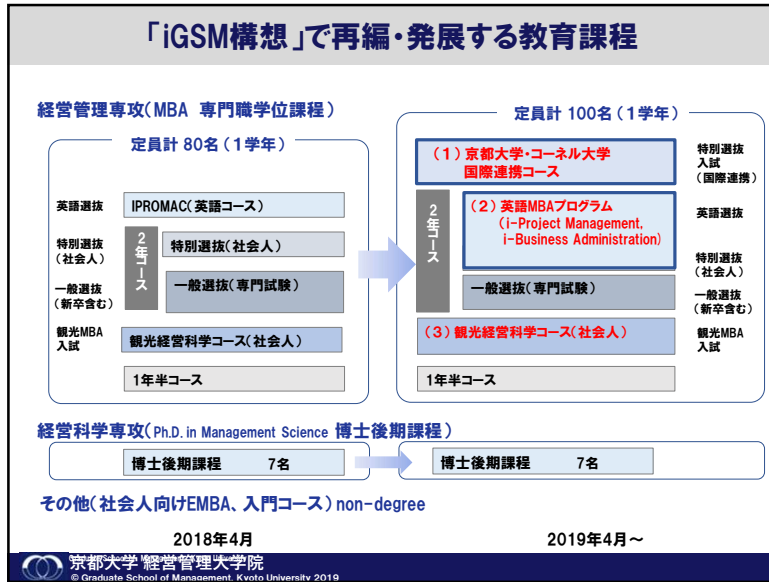 「iGSM構想」で再編・発展する教育課程
経営管理専攻(MBA 専門職学位課程)
定員計 80名(1学年)
英語選抜
IPROMAC(英語コース)
特別選抜
(社会人)
2年コース
特別選抜(社会人)
一般選抜
(新卒含む)
一般選抜(専門試験)
観光MBA
入試
観光経営科学コース(社会人)
1年半コース
定員計 100名(1学年)
(1)京都大学・コーネル大学
国際連携コース
特別選抜
入試
(国際連携)
2年コース
(2)英語MBAプログラム
(i-Project Management,
i-Business Administration)
英語選抜
特別選抜
(社会人)
一般選抜(専門試験)
一般選抜
(新卒含む)
(3)観光経営科学コース(社会人)
観光MBA
入試
1年半コース
経営科学専攻(Ph.D. in Management Science 博士後期課程)
博士後期課程 7名
博士後期課程 7名
その他(社会人向けEMBA、入門コース) non-degree
2018年4月
2019年4月～
京都大学 経営管理大学院
© Graduate School of Management, Kyoto University 2019